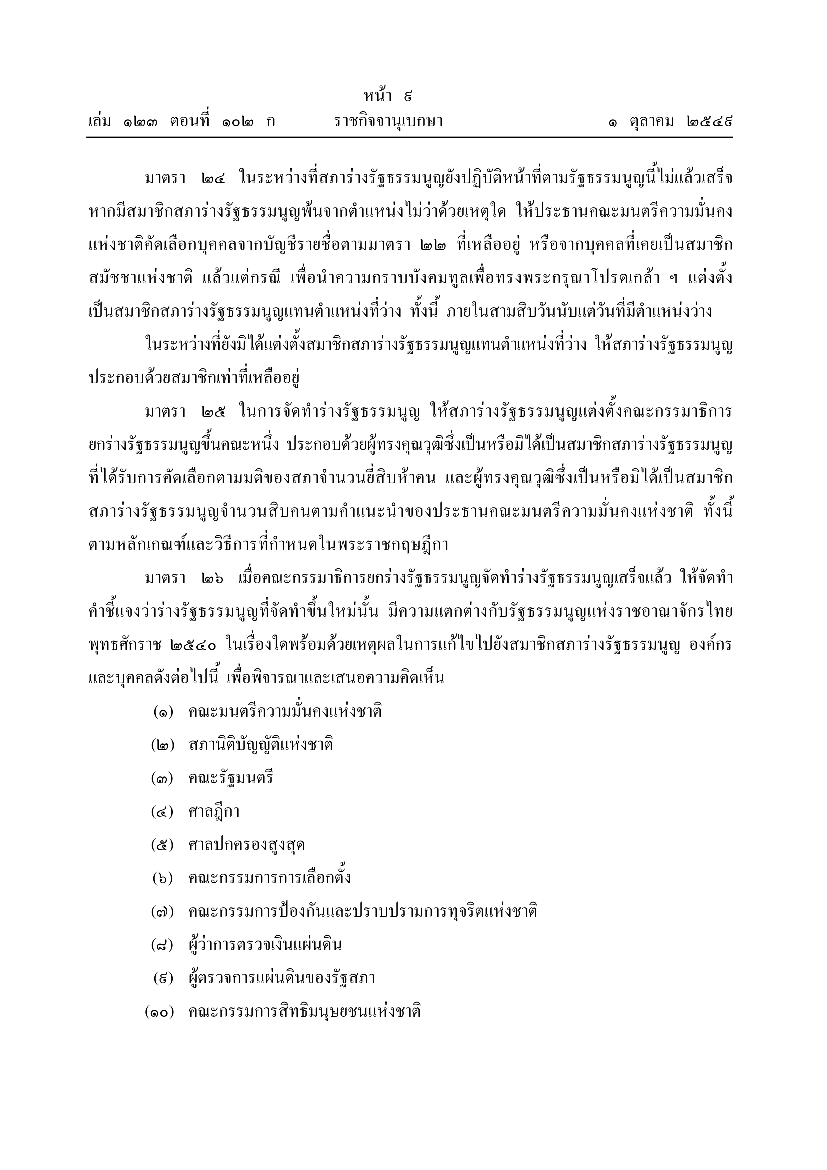 หน้า ๙
เล่ม ๑๒๓ ตอนที่ ๑๐๒ ก ราชกิจจานุเบกษา ๑ ตุลาคม ๒๕๔๙
มาตรา ๒๔ ในระหว่างที่สภาร่างรัฐธรรมนูญยังปฏิบัติหน้าที่ตามรัฐธรรมนูญนี้ไม่แล้วเสร็จ
หากมีสมาชิกสภาร่างรัฐธรรมนูญพ้นจากตำแหน่งไม่ว่าด้วยเหตุใด ให้ประธานคณะมนตรีความมั่นคง
แห่งชาติคัดเลือกบุคคลจากบัญชีรายชื่อตามมาตรา ๒๒ ที่เหลืออยู่ หรือจากบุคคลที่เคยเป็นสมาชิก
สมัชชาแห่งชาติ แล้วแต่กรณี เพื่อนำความกราบบังคมทูลเพื่อทรงพระกรุณาโปรดเกล้า ฯ แต่งตั้ง
เป็นสมาชิกสภาร่างรัฐธรรมนูญแทนตำแหน่งที่ว่าง ทั้งนี้ ภายในสามสิบวันนับแต่วันที่มีตำแหน่งว่าง
ในระหว่างที่ยังมิได้แต่งตั้งสมาชิกสภาร่างรัฐธรรมนูญแทนตำแหน่งที่ว่าง ให้สภาร่างรัฐธรรมนูญ
ประกอบด้วยสมาชิกเท่าที่เหลืออยู่
มาตรา ๒๕ ในการจัดทำร่างรัฐธรรมนูญ ให้สภาร่างรัฐธรรมนูญแต่งตั้งคณะกรรมาธิการ
ยกร่างรัฐธรรมนูญขึ้นคณะหนึ่ง ประกอบด้วยผู้ทรงคุณวุฒิซึ่งเป็นหรือมิได้เป็นสมาชิกสภาร่างรัฐธรรมนูญ
ที่ได้รับการคัดเลือกตามมติของสภาจำนวนยี่สิบห้าคน และผู้ทรงคุณวุฒิซึ่งเป็นหรือมิได้เป็นสมาชิก
สภาร่างรัฐธรรมนูญจำนวนสิบคนตามคำแนะนำของประธานคณะมนตรีความมั่นคงแห่งชาติ ทั้งนี้
ตามหลักเกณฑ์และวิธีการที่กำหนดในพระราชกฤษฎีกา
มาตรา ๒๖ เมื่อคณะกรรมาธิการยกร่างรัฐธรรมนูญจัดทำร่างรัฐธรรมนูญเสร็จแล้ว ให้จัดทำ
คำชี้แจงว่าร่างรัฐธรรมนูญที่จัดทำขึ้นใหม่นั้น มีความแตกต่างกับรัฐธรรมนูญแห่งราชอาณาจักรไทย
พุทธศักราช ๒๕๔๐ ในเรื่องใดพร้อมด้วยเหตุผลในการแก้ไขไปยังสมาชิกสภาร่างรัฐธรรมนูญ องค์กร
และบุคคลดังต่อไปนี้ เพื่อพิจารณาและเสนอความคิดเห็น
(๑) คณะมนตรีความมั่นคงแห่งชาติ
(๒) สภานิติบัญญัติแห่งชาติ
(๓) คณะรัฐมนตรี
(๔) ศาลฎีกา
(๕) ศาลปกครองสูงสุด
(๖) คณะกรรมการการเลือกตั้ง
(๗) คณะกรรมการป้องกันและปราบปรามการทุจริตแห่งชาติ
(๘) ผู้ว่าการตรวจเงินแผ่นดิน
(๙) ผู้ตรวจการแผ่นดินของรัฐสภา
(๑๐) คณะกรรมการสิทธิมนุษยชนแห่งชาติ